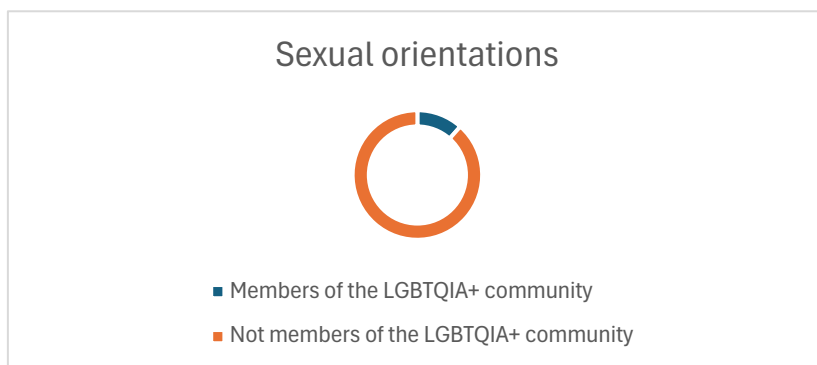 Sexual orientations
Members of the LGBTQIA+ community
Not members of the LGBTQIA+ community